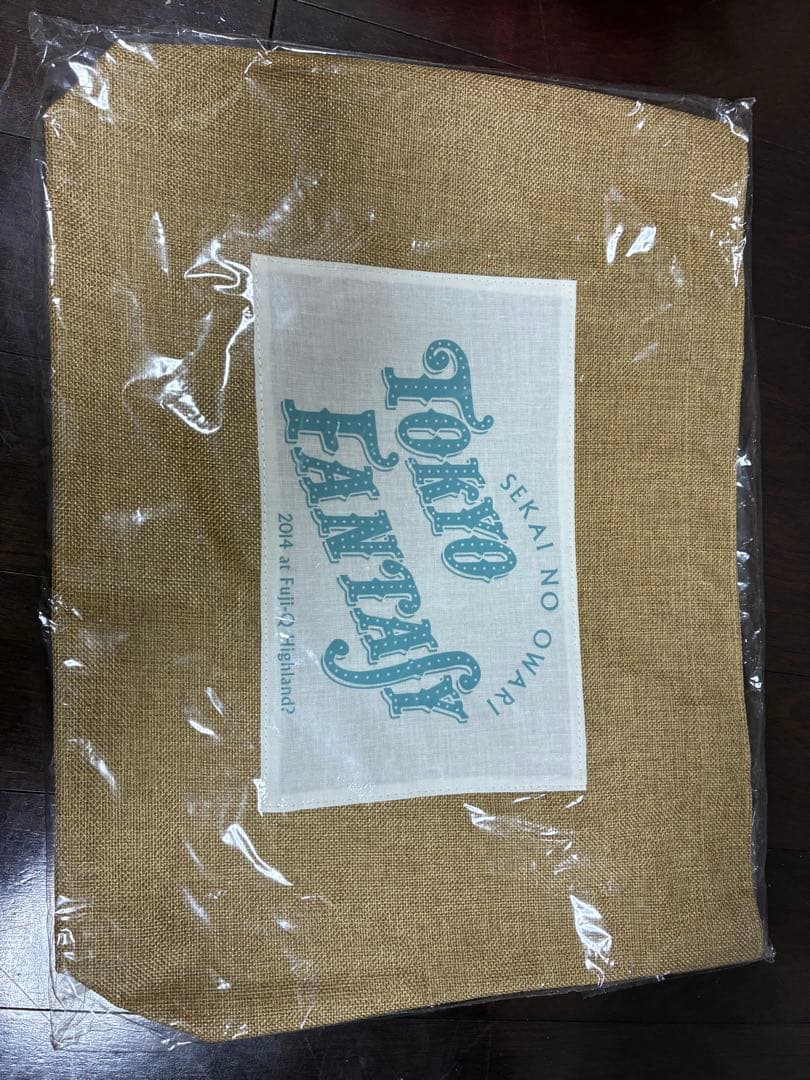 SEKAI NO OWARI
TOKYO
FANTASY
2014 at Fuji-Q Highland?